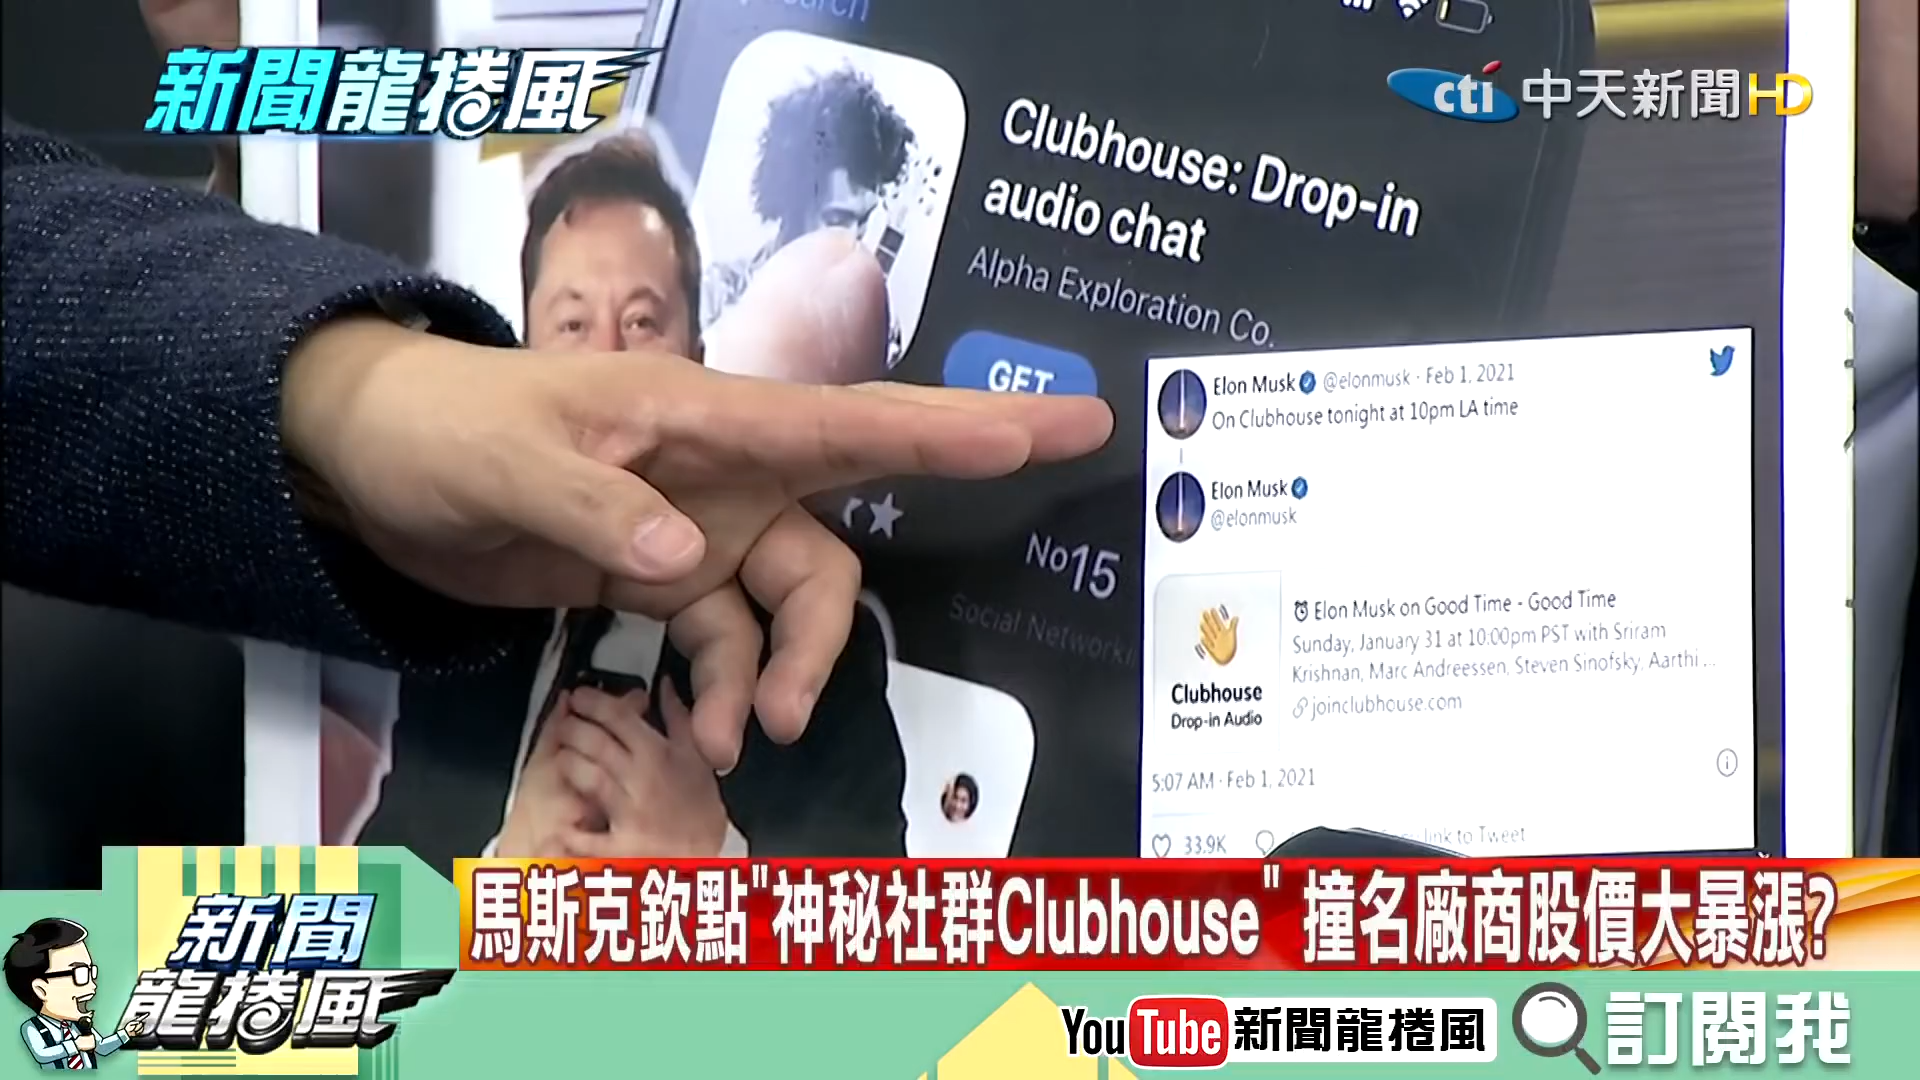 新聞龍捲風
cti 中天新聞HD
Clubhouse: Drop-in
audio chat
Alpha Exploration Co.
GET
No15
Elon Musk @elonmusk · Feb 1, 2021
On Clubhouse tonight at 10pm LA time
Elon Musk
@elonmusk
Elon Musk on Good Time - Good Time
Sunday, January 31 at 10:00pm PST with Sriram
Krishnan, Marc Andreessen, Steven Sinofsky, Aarthi ...
joinclubhouse.com
Clubhouse
Drop-in Audio
5:07 AM · Feb 1, 2021
33.9K
link to Tweet
馬斯克欽點"神秘社群Clubhouse" 撞名廠商股價大暴漲?
新聞
龍捲風
YouTube 新聞龍捲風
訂閱我